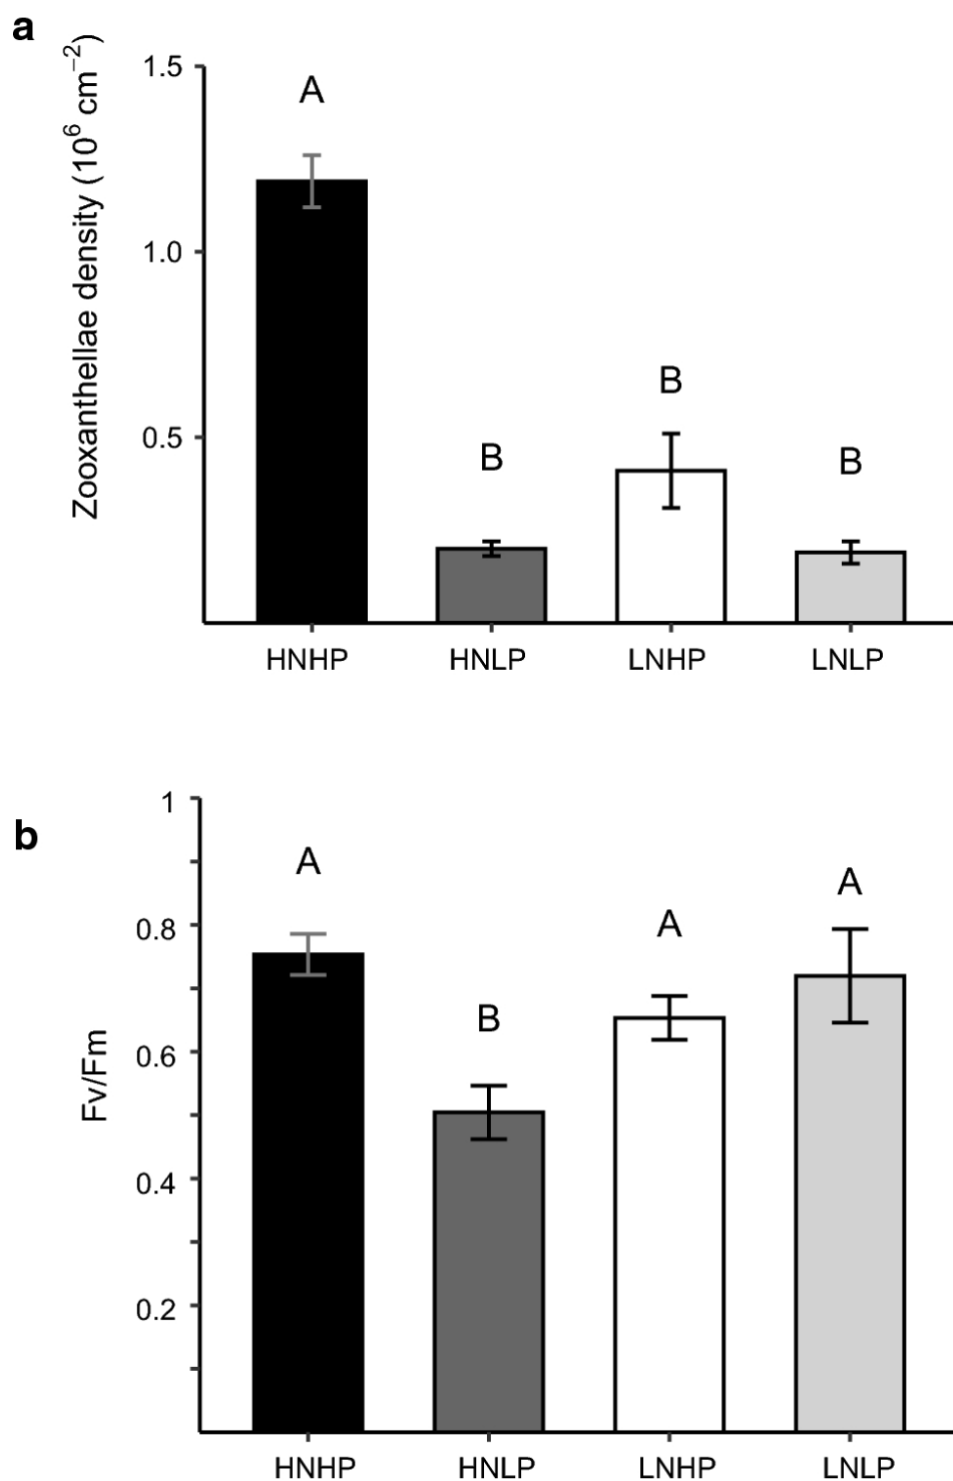 a
Zooxanthellae density (10⁶ cm⁻²)
1.5
1.0
0.5
A
B
B
B
HNHP
HNLP
LNHP
LNLP
b
Fv/Fm
1
0.8
0.6
0.4
0.2
A
B
A
A
HNHP
HNLP
LNHP
LNLP